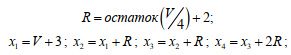 R = остаток(V/4) + 2;
x₁ = V + 3 ; x₂ = x₁ + R ; x₃ = x₂ + R ; x₄ = x₃ + 2R ;